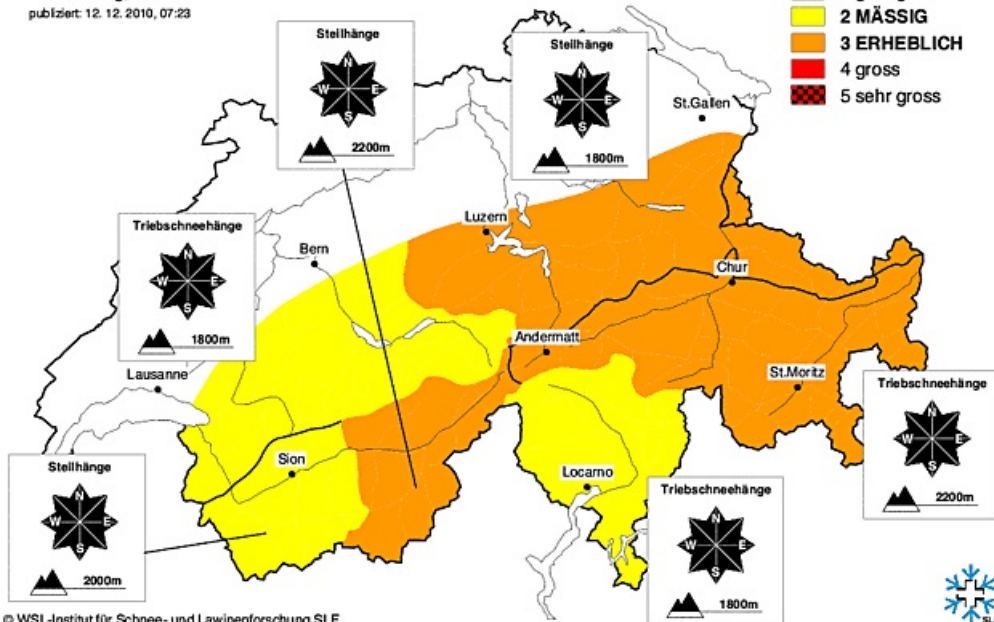 publiziert: 12. 12. 2010, 07:23
2 MÄSSIG
3 ERHEBLICH
4 gross
5 sehr gross
Steilhänge
N
W E
S
2200m
Steilhänge
N
W E
S
1800m
St.Gallen
Triebschneehänge
N
W E
S
1800m
Luzern
Bern
Chur
Andermatt
Lausanne
St.Moritz
Triebschneehänge
N
W E
S
2200m
Steilhänge
N
W E
S
2000m
Sion
Locarno
Triebschneehänge
N
W E
S
1800m
© WSL-Institut für Schnee- und Lawinenforschung SLF